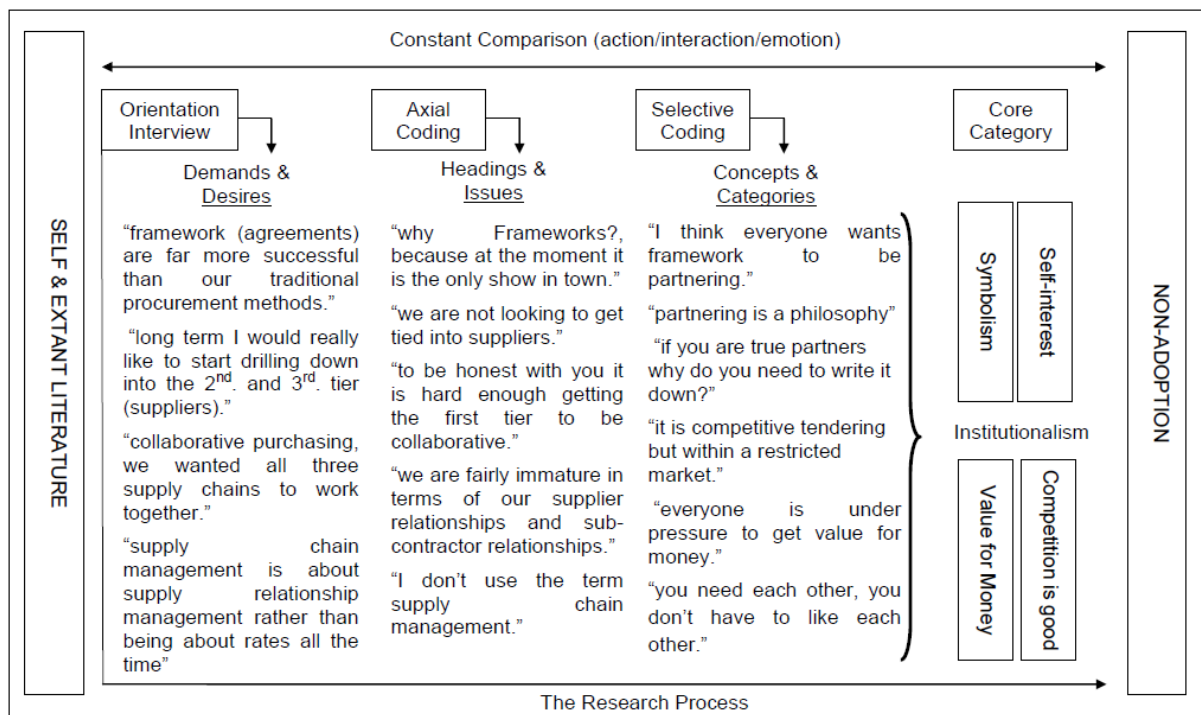 Constant Comparison (action/interaction/emotion)
SELF & EXTANT LITERATURE
Orientation
Interview
Demands &
Desires
“framework (agreements)
are far more successful
than our traditional
procurement methods.”
“long term I would really
like to start drilling down
into the 2nd. and 3rd. tier
(suppliers).”
“collaborative purchasing,
we wanted all three
supply chains to work
together.”
“supply chain
management is about
supply relationship
management rather than
being about rates all the
time”
Axial
Coding
Headings &
Issues
“why Frameworks?,
because at the moment it
is the only show in town.”
“we are not looking to get
tied into suppliers.”
“to be honest with you it
is hard enough getting
the first tier to be
collaborative.”
“we are fairly immature in
terms of our supplier
relationships and sub-
contractor relationships.”
“I don’t use the term
supply chain
management.”
Selective
Coding
Concepts &
Categories
“I think everyone wants
framework to be
partnering.”
“partnering is a philosophy”
“if you are true partners
why do you need to write it
down?”
“it is competitive tendering
but within a restricted
market.”
“everyone is under
pressure to get value for
money.”
“you need each other, you
don’t have to like each
other.”
Core
Category
Symbolism
Self-interest
Institutionalism
Value for Money
Competition is good
NON-ADOPTION
The Research Process